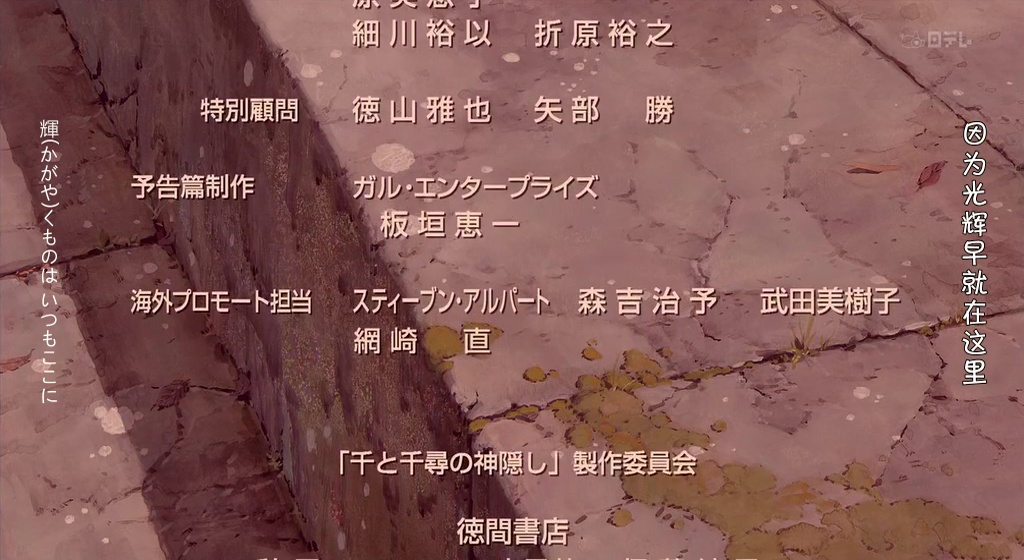 日テレ
細川裕以　折原裕之
特別顧問　徳山雅也　矢部　勝
予告篇制作　ガル・エンタープライズ
板垣恵一
海外プロモート担当　スティーブン・アルパート　森吉治予　武田美樹子
網崎　直
「千と千尋の神隠し」製作委員会
徳間書店
輝(かがや)くものは いつもここに
因为光辉早就在这里